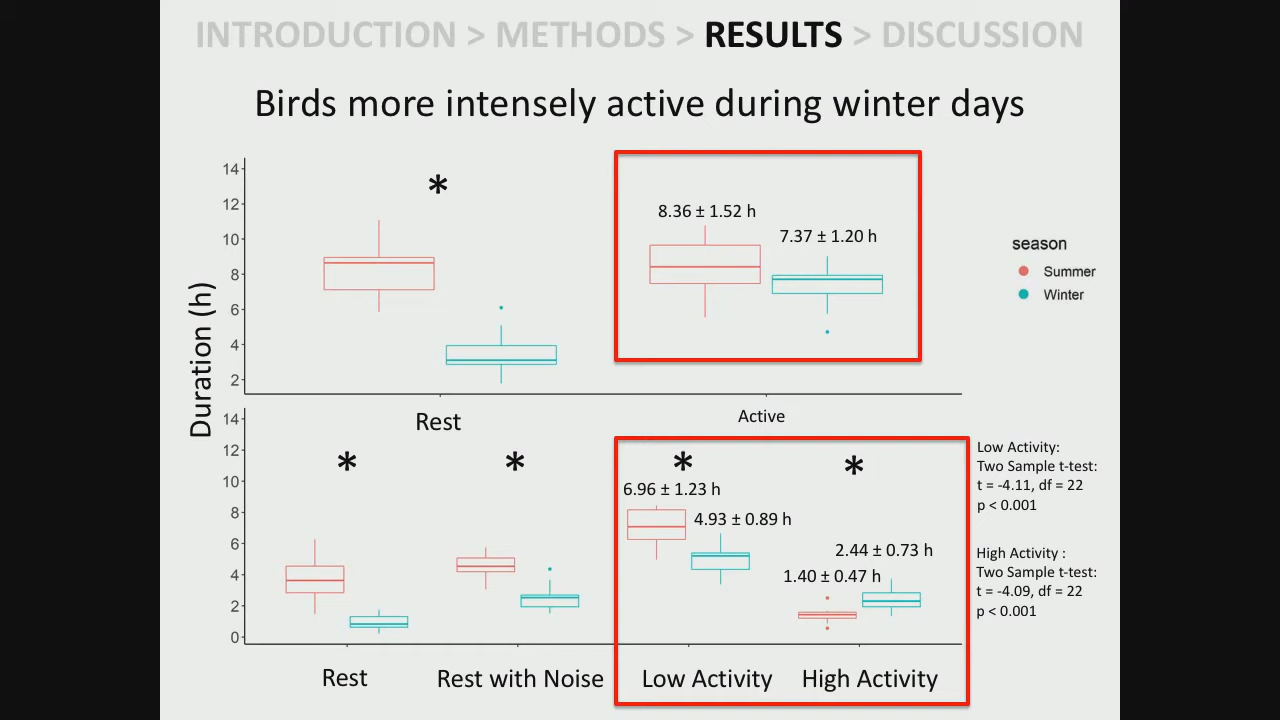 INTRODUCTION > METHODS > RESULTS > DISCUSSION
Birds more intensely active during winter days
Duration (h)
14
12
10
8
6
4
2
*
8.36 ± 1.52 h
7.37 ± 1.20 h
season
Summer
Winter
Rest
Active
14
12
10
8
6
4
2
0
*
*
*
*
6.96 ± 1.23 h
4.93 ± 0.89 h
2.44 ± 0.73 h
1.40 ± 0.47 h
Low Activity:
Two Sample t-test:
t = -4.11, df = 22
p < 0.001
High Activity :
Two Sample t-test:
t = -4.09, df = 22
p < 0.001
Rest
Rest with Noise
Low Activity
High Activity